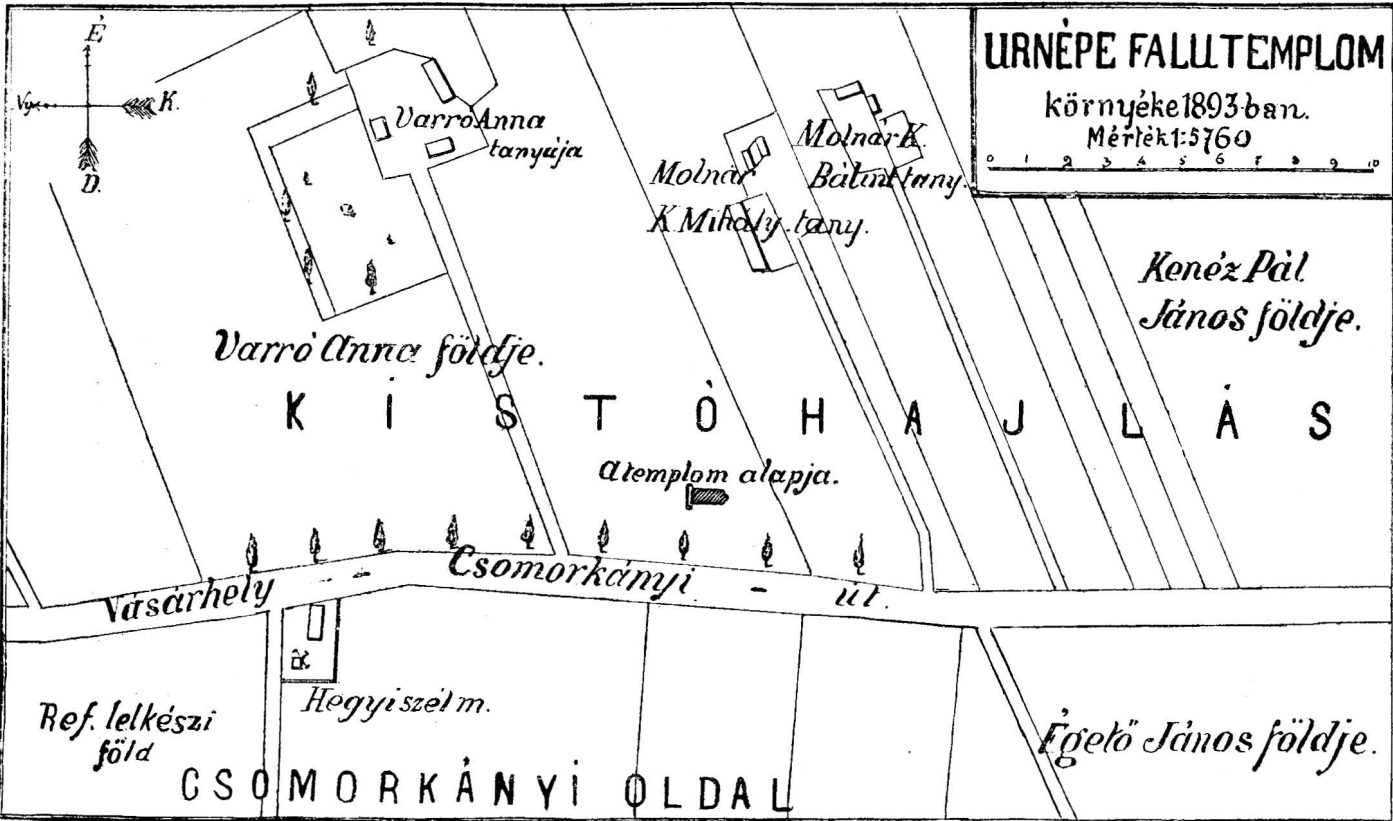 URNÉPE FALUTEMPLOM
környéke 1893-ban.
Mérték 1:5760
0 1 2 3 4 5 6 7 8 9 10
É
Ny. K.
D.
Varró Anna
tanyája
Molnár K.
Bálint tany.
Molnár
K. Mihály. tany.
Kenéz Pál
János földje.
Varró Anna földje.
KÍSTÓHAJLÁS
A templom alapja.
Vásárhely - - Csomorkányi - út.
Hegyi szélm.
Ref. lelkészi
föld
Égető János földje.
CSOMORKÁNYI OLDAL